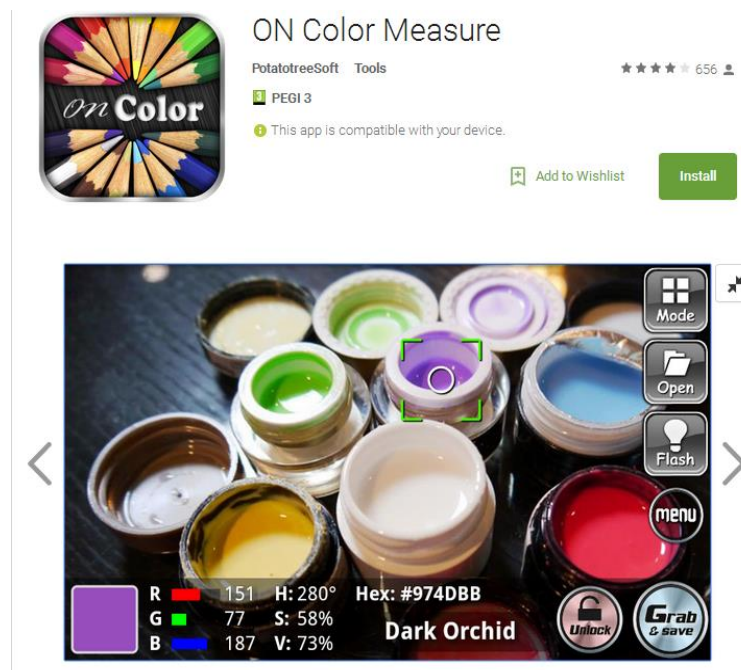 ON Color Measure
PotatotreeSoft Tools
656
3 PEGI 3
This app is compatible with your device.
Add to Wishlist
Install
on Color
Mode
Open
Flash
menu
R 151 H: 280° Hex: #974DBB
G 77 S: 58%
B 187 V: 73%
Dark Orchid
Unlock
Grab
& save